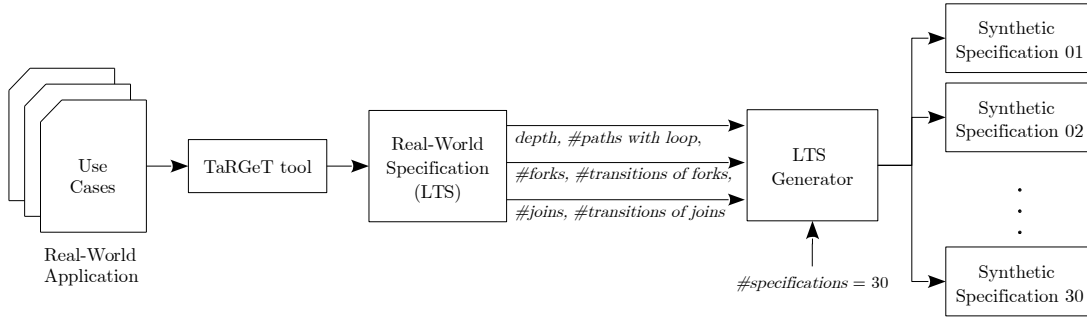 Use
Cases
Real-World
Application
TaRGeT tool
Real-World
Specification
(LTS)
depth, #paths with loop,
#forks, #transitions of forks,
#joins, #transitions of joins
LTS
Generator
#specifications = 30
Synthetic
Specification 01
Synthetic
Specification 02
Synthetic
Specification 30